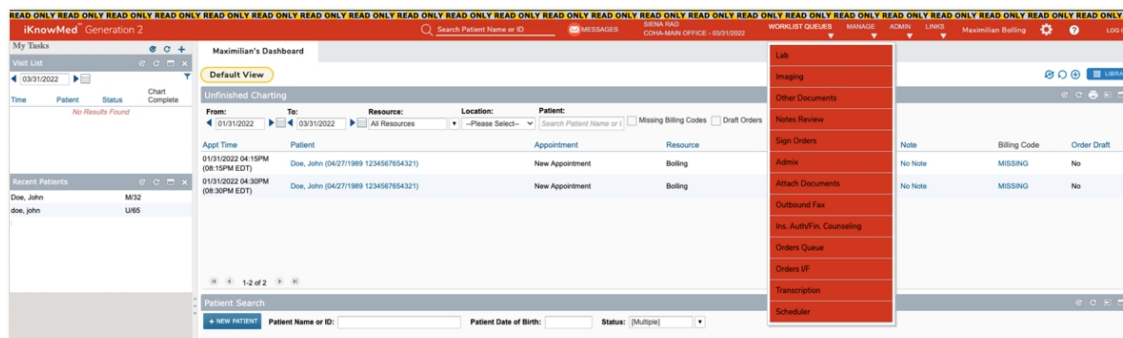 READ ONLY READ ONLY READ ONLY READ ONLY READ ONLY READ ONLY READ ONLY READ ONLY READ ONLY READ ONLY READ ONLY READ ONLY READ ONLY READ ONLY READ ONLY READ ONLY READ ONLY READ ONLY READ ONLY READ ONLY READ ONLY READ ONLY READ ONLY
iKnowMed™ Generation 2
Search Patient Name or ID
MESSAGES
SIENA RAD
COHA-MAIN OFFICE - 03/31/2022
WORKLIST QUEUES
MANAGE
ADMIN
LINKS
Maximilian Bolling
LOG
My Tasks
Visit List
03/31/2022
Time Patient Status Chart Complete
No Results Found
Recent Patients
Doe, John M/32
doe, john U/65
Maximilian's Dashboard
Default View
LIBRA
Unfinished Charting
From: To: Resource: Location: Patient:
01/31/2022 03/31/2022 All Resources --Please Select-- Search Patient Name or I Missing Billing Codes Draft Orders
Appt Time Patient Appointment Resource Note Billing Code Order Draft
01/31/2022 04:15PM
(08:15PM EDT) Doe, John (04/27/1989 1234567654321) New Appointment Bolling No Note MISSING No
01/31/2022 04:30PM
(08:30PM EDT) Doe, John (04/27/1989 1234567654321) New Appointment Bolling No Note MISSING No
1-2 of 2
Lab
Imaging
Other Documents
Notes Review
Sign Orders
Admix
Attach Documents
Outbound Fax
Ins. Auth/Fin. Counseling
Orders Queue
Orders I/F
Transcription
Scheduler
Patient Search
+ NEW PATIENT Patient Name or ID: Patient Date of Birth: Status: [Multiple]